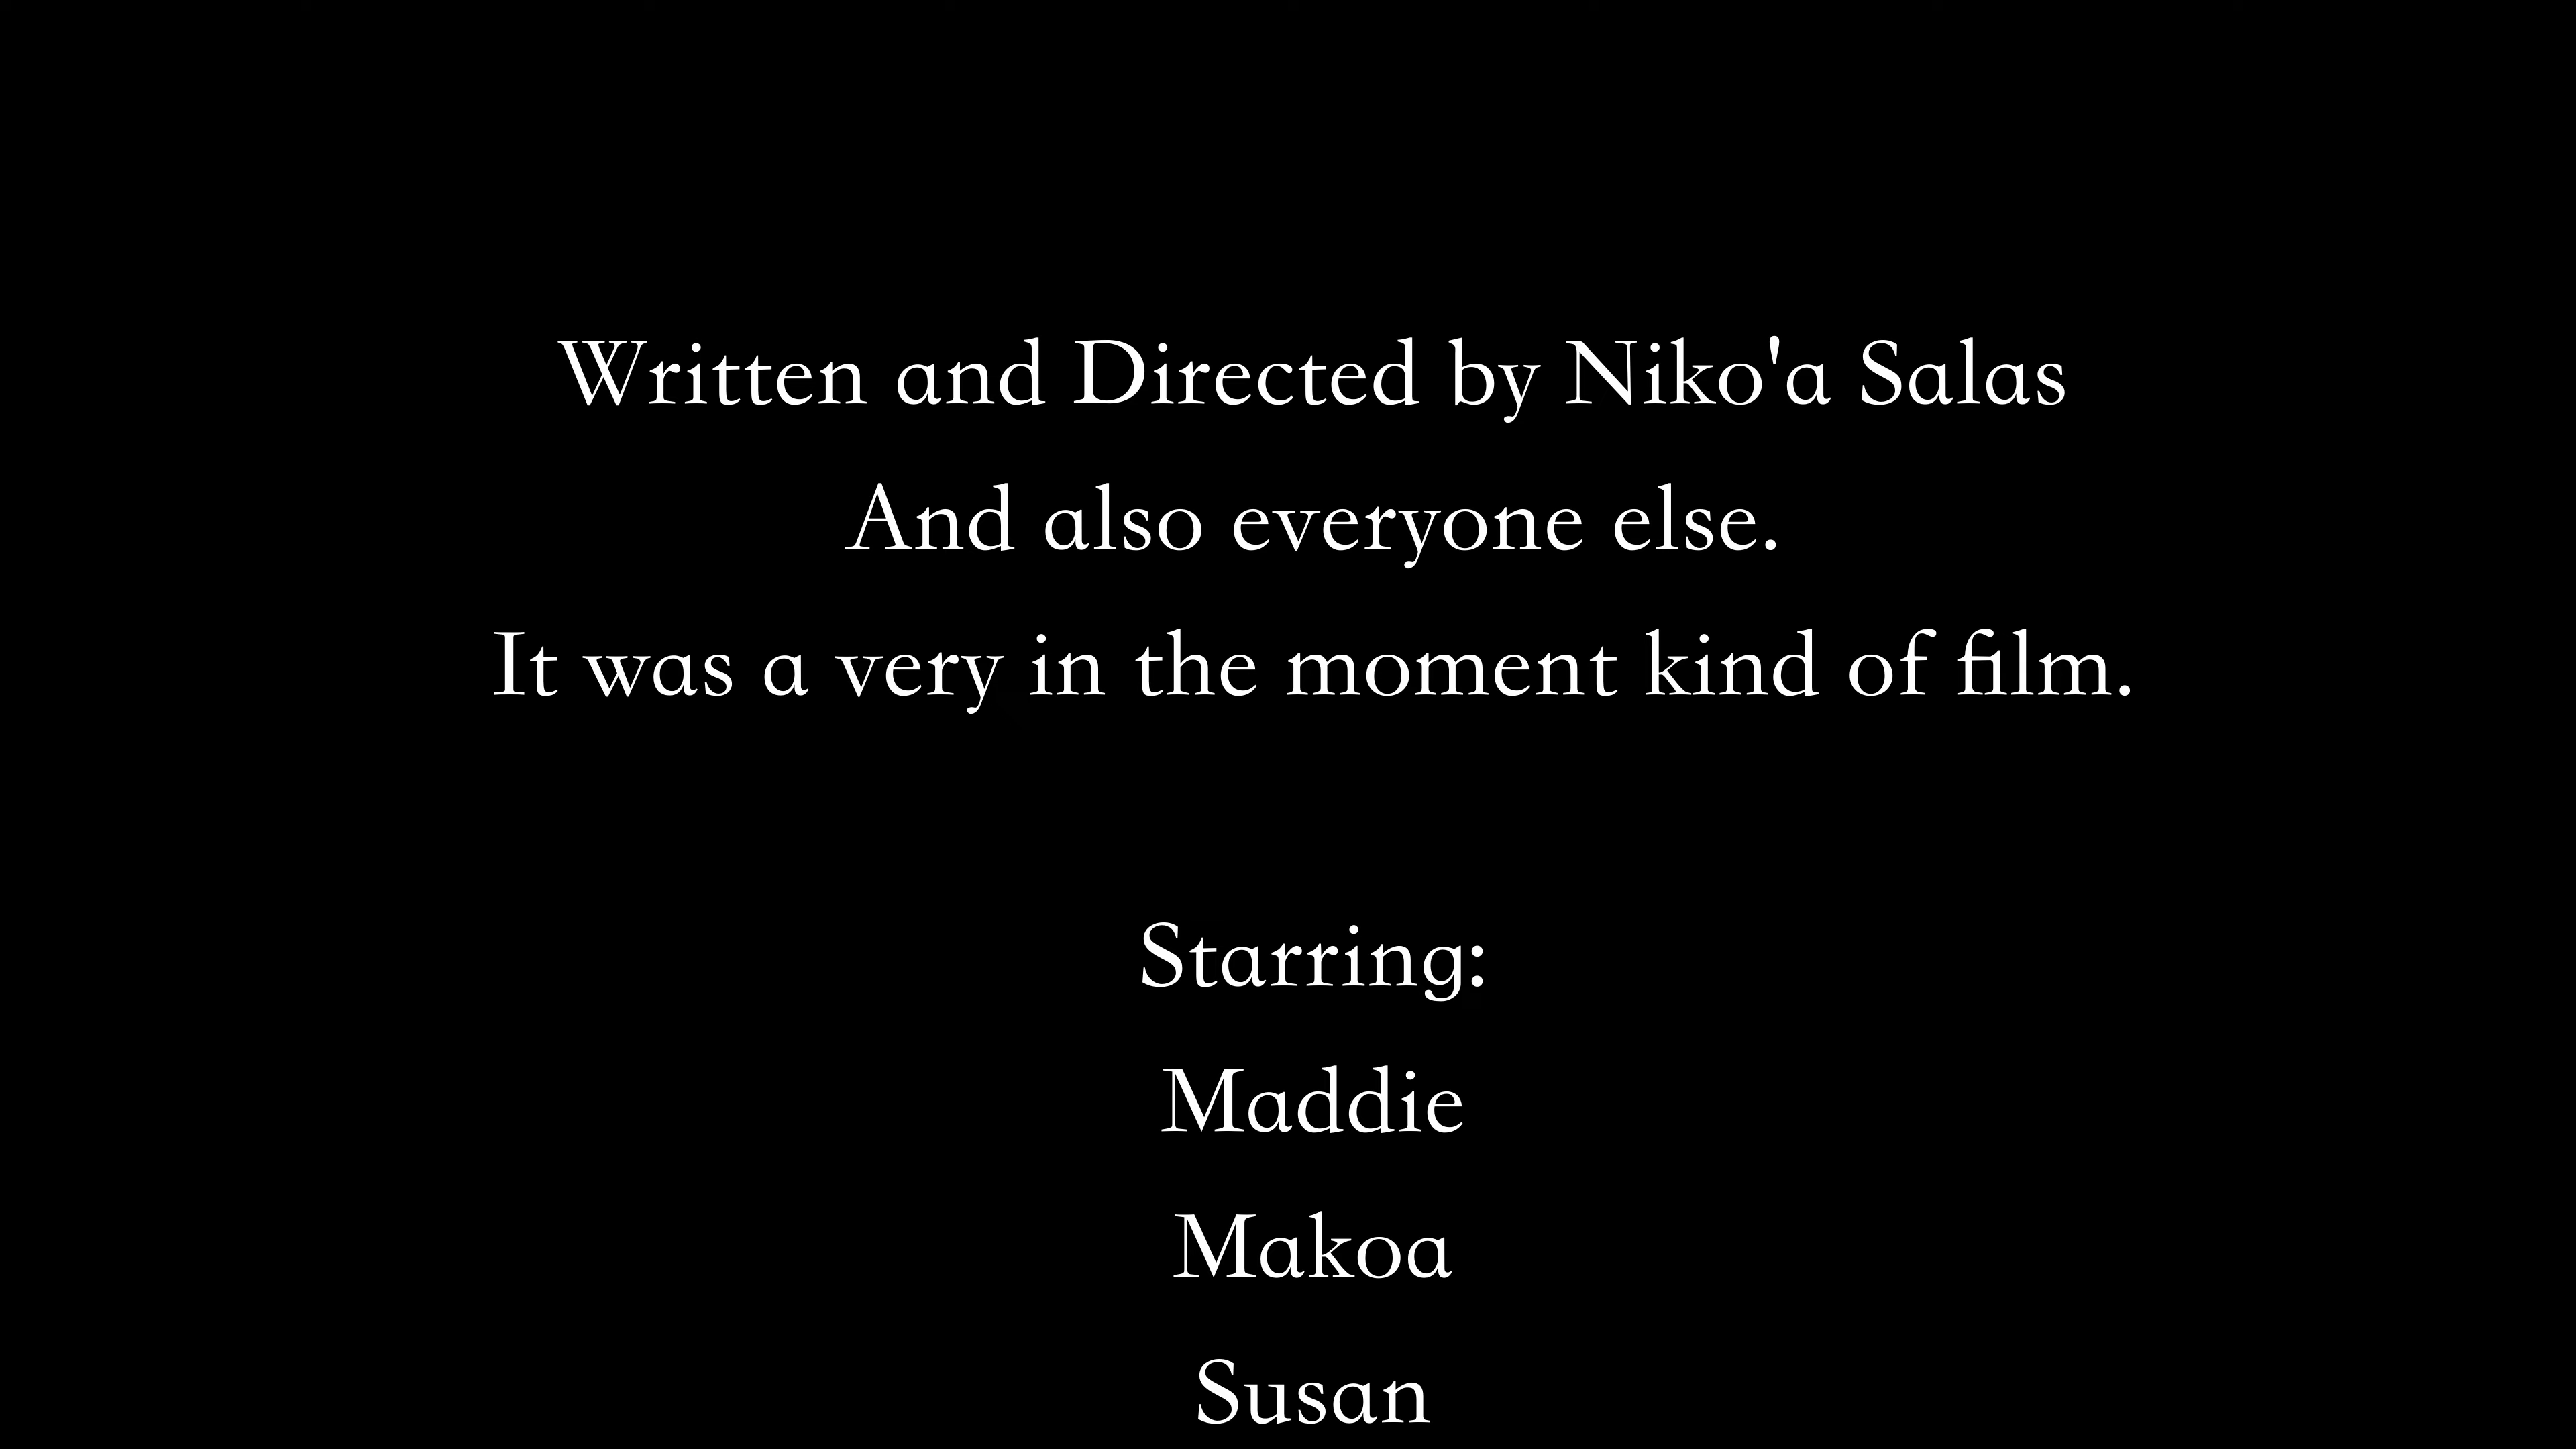 Written and Directed by Niko'a Salas
And also everyone else.
It was a very in the moment kind of film.
Starring:
Maddie
Makoa
Susan